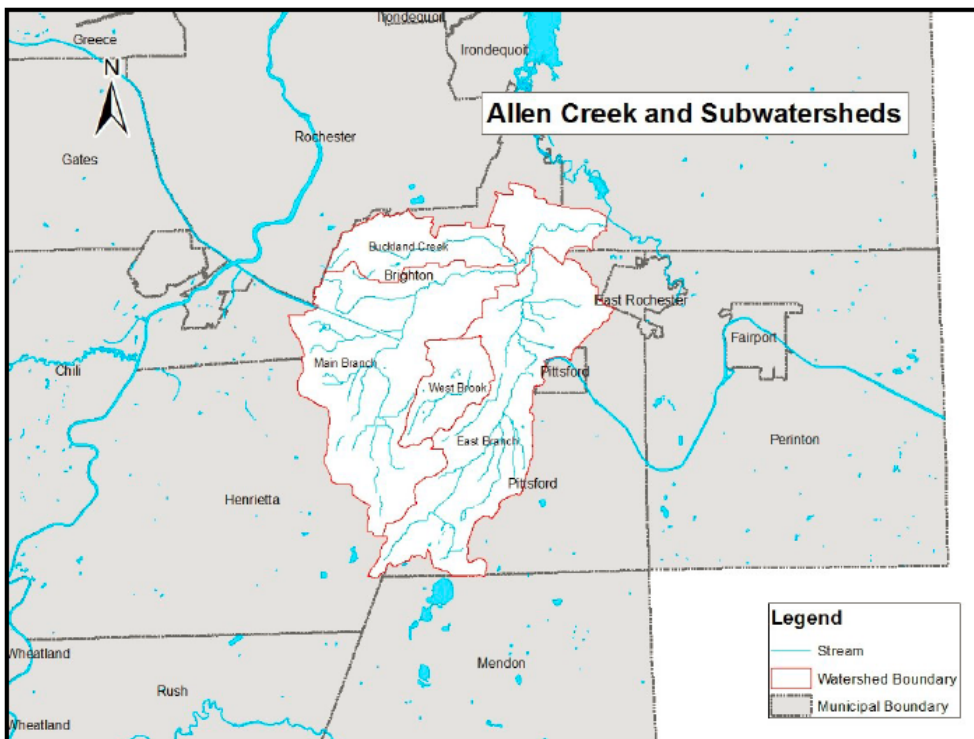 Irondequoit
Greece
Irondequoit
N
Allen Creek and Subwatersheds
Rochester
Gates
Buckland Creek
Brighton
East Rochester
Fairport
Main Branch
Chili
Pittsford
West Brook
East Branch
Perinton
Pittsford
Henrietta
Legend
Stream
Wheatland
Mendon
Watershed Boundary
Rush
Municipal Boundary
Wheatland